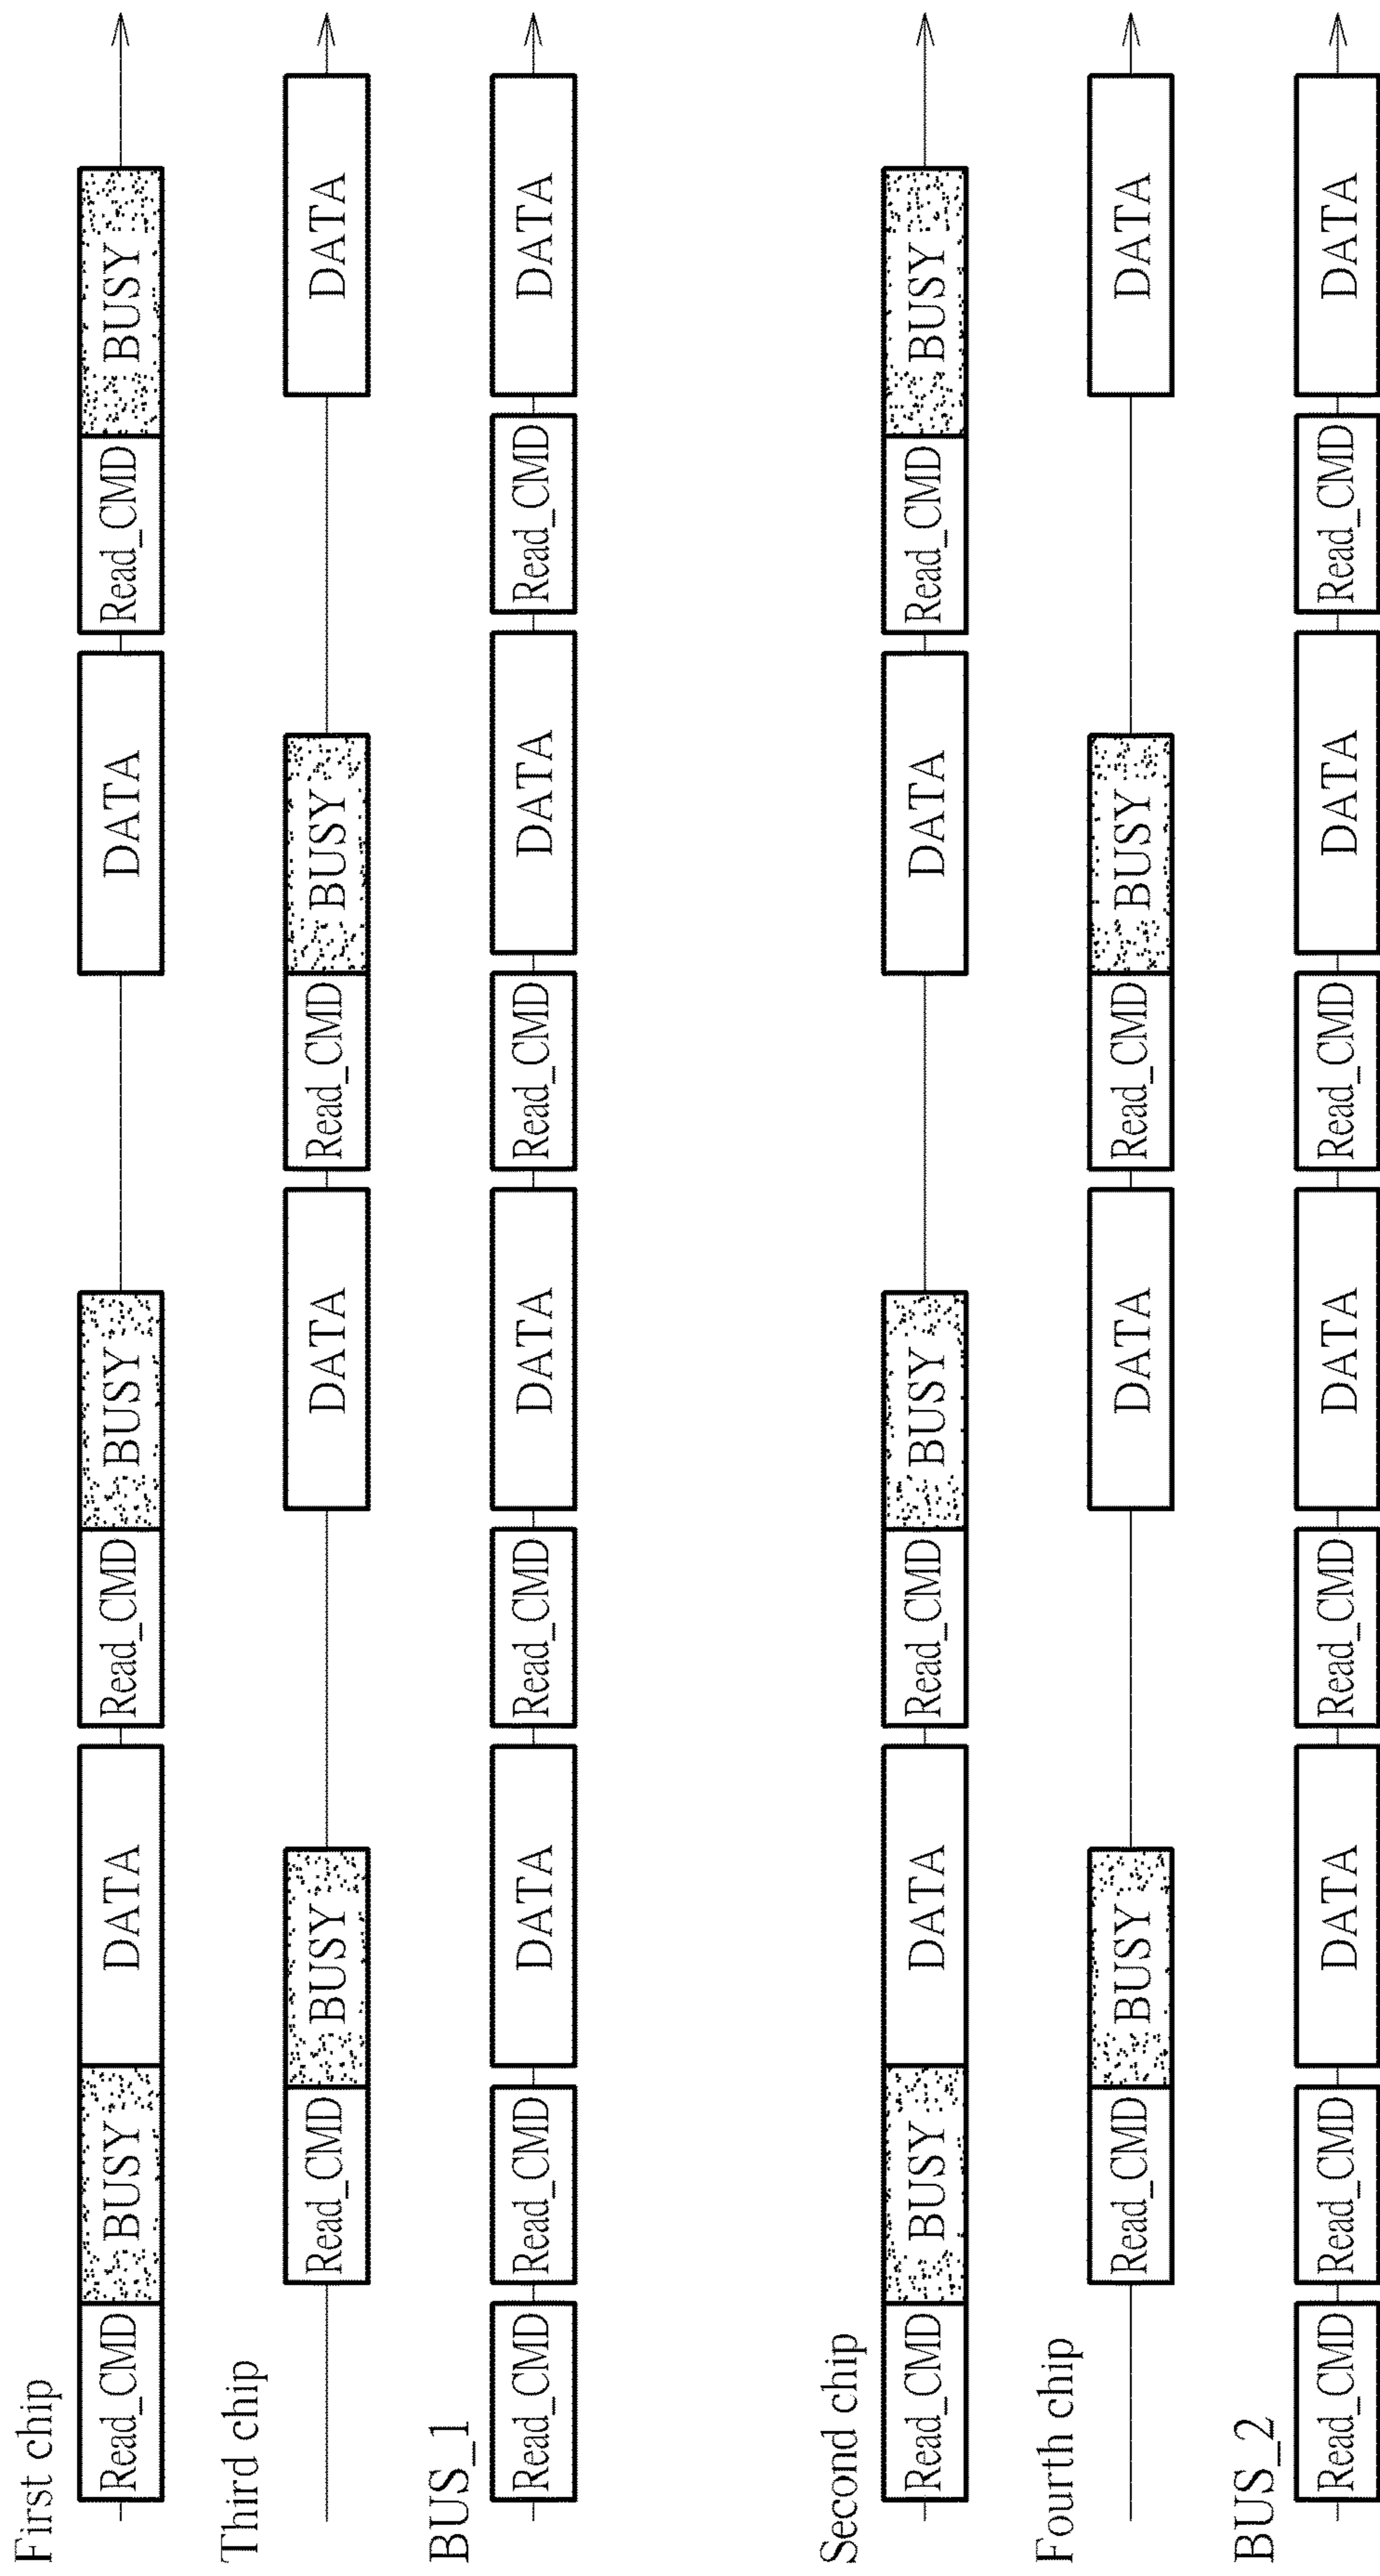 First chip
Read_CMD BUSY DATA Read_CMD BUSY DATA Read_CMD BUSY
Third chip
Read_CMD BUSY DATA Read_CMD BUSY DATA
BUS_1
Read_CMD Read_CMD DATA Read_CMD DATA Read_CMD DATA Read_CMD DATA
Second chip
Read_CMD BUSY DATA Read_CMD BUSY DATA Read_CMD BUSY
Fourth chip
Read_CMD BUSY DATA Read_CMD BUSY DATA
BUS_2
Read_CMD Read_CMD DATA Read_CMD DATA Read_CMD DATA Read_CMD DATA